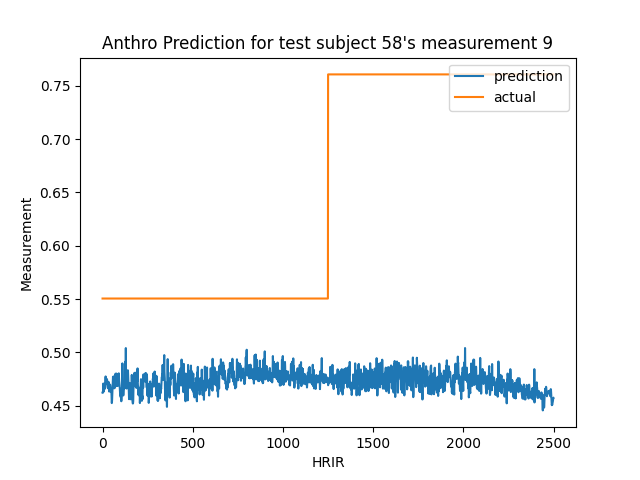 Anthro Prediction for test subject 58's measurement 9
prediction
actual
Measurement
0.75
0.70
0.65
0.60
0.55
0.50
0.45
0
500
1000
1500
2000
2500
HRIR